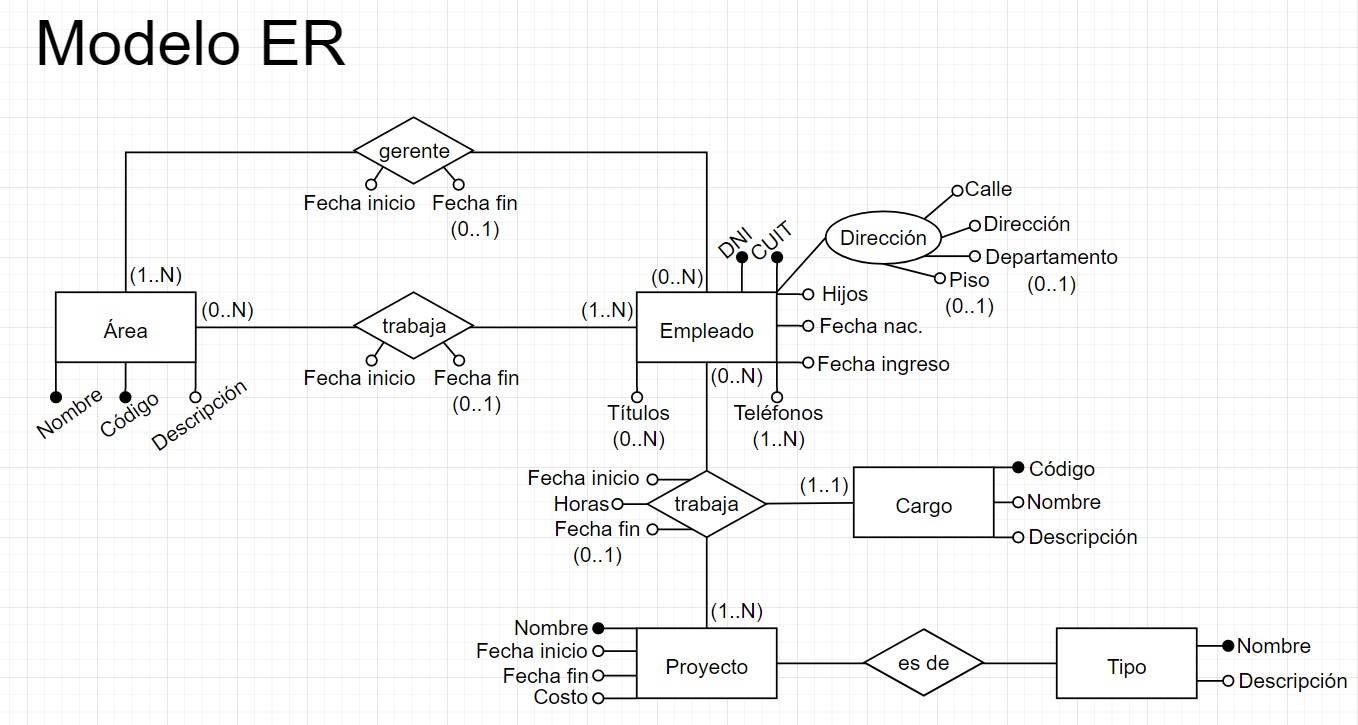 Modelo ER
gerente
Fecha inicio
Fecha fin
(0..1)
(1..N)
(0..N)
DNI
CUIT
Dirección
Calle
Dirección
Departamento
(0..1)
Piso
(0..1)
Hijos
Fecha nac.
Fecha ingreso
Área
(0..N)
trabaja
(1..N)
Empleado
Fecha inicio
Fecha fin
(0..1)
(0..N)
Nombre
Código
Descripción
Títulos
(0..N)
Teléfonos
(1..N)
Fecha inicio
Horas
Fecha fin
(0..1)
trabaja
(1..1)
Cargo
Código
Nombre
Descripción
(1..N)
Nombre
Fecha inicio
Fecha fin
Costo
Proyecto
es de
Tipo
Nombre
Descripción